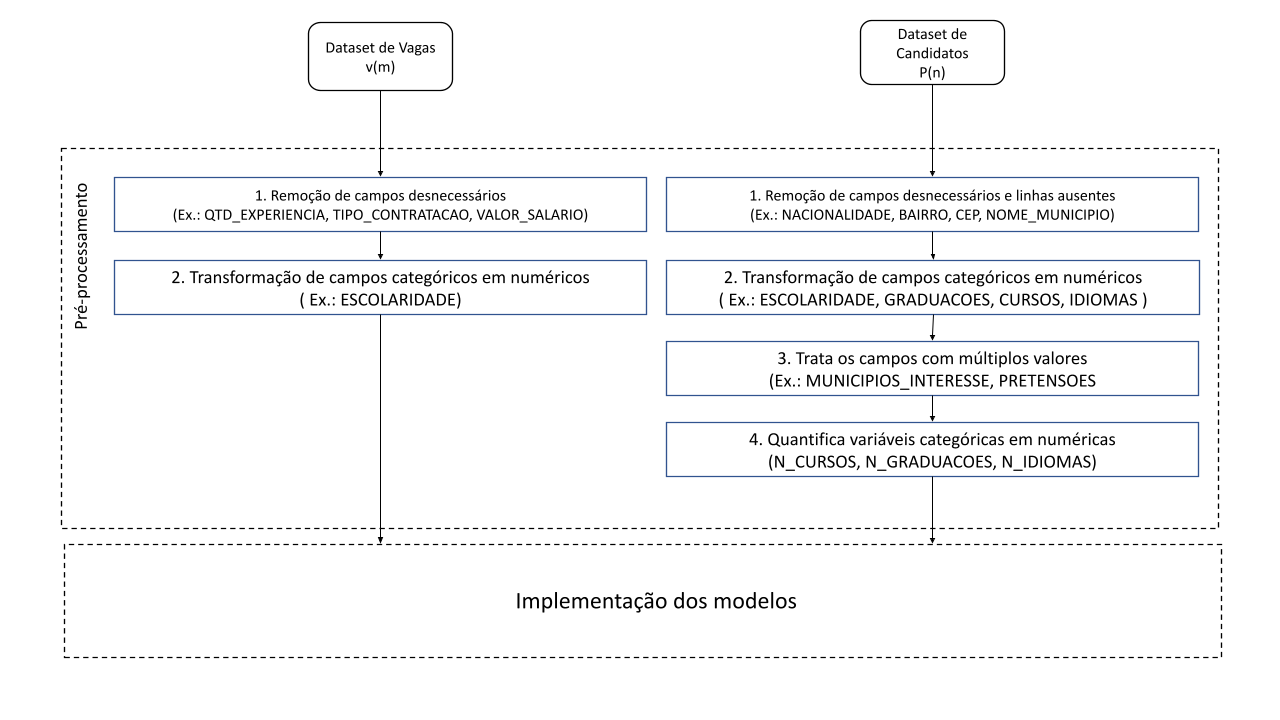 Dataset de Vagas
v(m)
Dataset de
Candidatos
P(n)
Pré-processamento
1. Remoção de campos desnecessários
(Ex.: QTD_EXPERIENCIA, TIPO_CONTRATACAO, VALOR_SALARIO)
2. Transformação de campos categóricos em numéricos
( Ex.: ESCOLARIDADE)
1. Remoção de campos desnecessários e linhas ausentes
(Ex.: NACIONALIDADE, BAIRRO, CEP, NOME_MUNICIPIO)
2. Transformação de campos categóricos em numéricos
( Ex.: ESCOLARIDADE, GRADUACOES, CURSOS, IDIOMAS )
3. Trata os campos com múltiplos valores
(Ex.: MUNICIPIOS_INTERESSE, PRETENSOES
4. Quantifica variáveis categóricas em numéricas
(N_CURSOS, N_GRADUACOES, N_IDIOMAS)
Implementação dos modelos